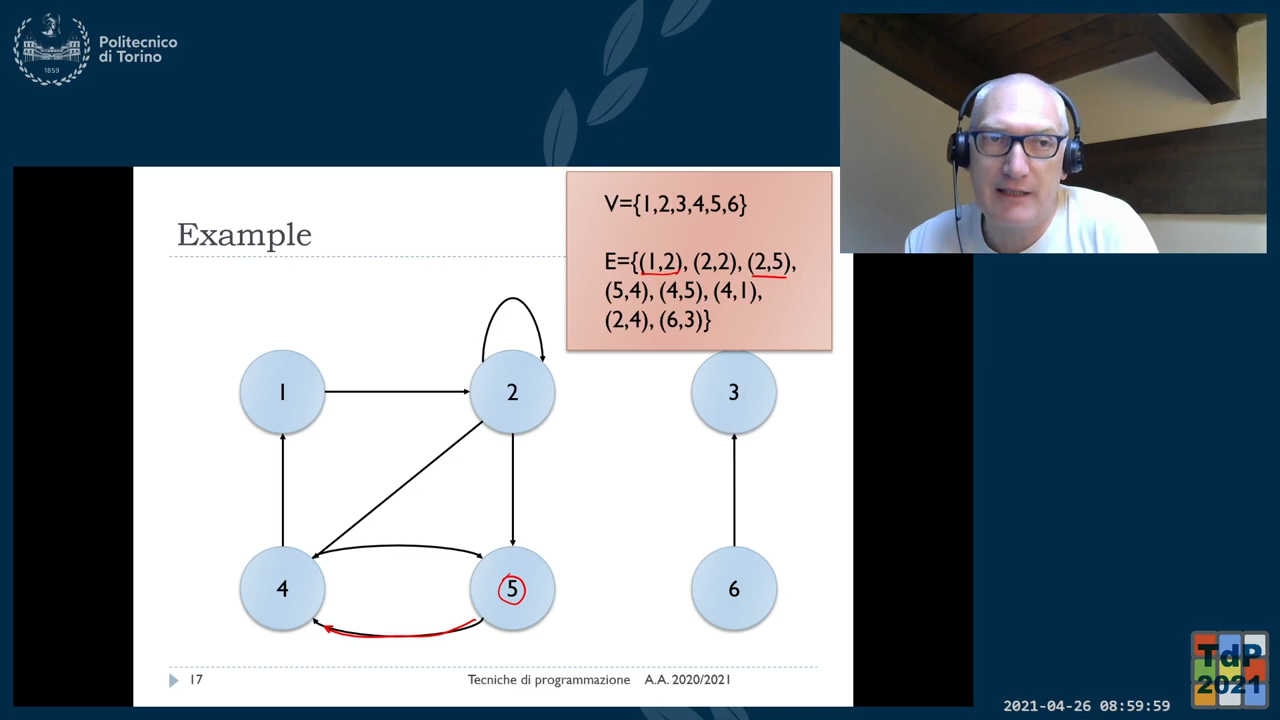 Politecnico
di Torino
1859
Example
V={1,2,3,4,5,6}
E={(1,2), (2,2), (2,5),
(5,4), (4,5), (4,1),
(2,4), (6,3)}
1
2
3
4
5
6
17
Tecniche di programmazione A.A. 2020/2021
TdP
2021
2021-04-26 08:59:59